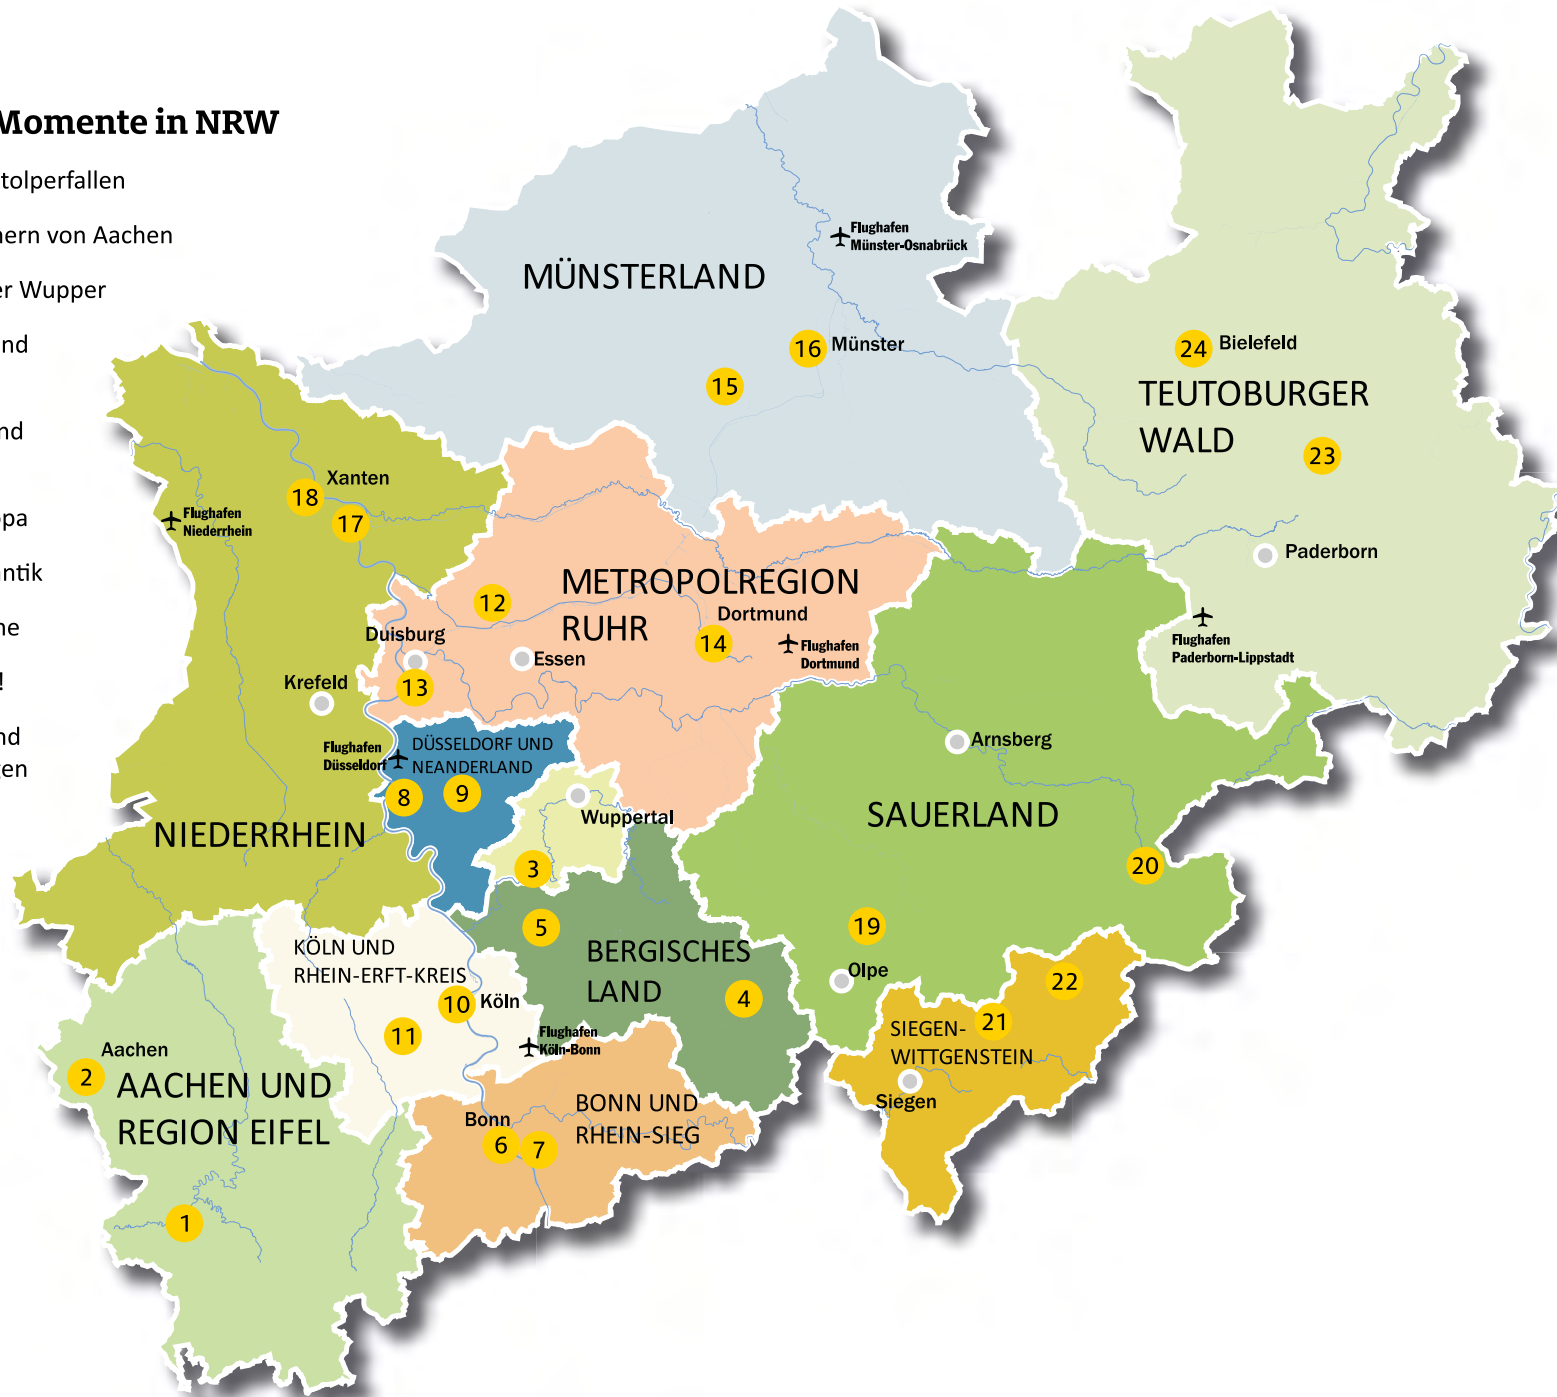 Momente in NRW
tolperfallen
nern von Aachen
er Wupper
nd
nd
pa
ntik
ne
!
nd
gen
Flughafen
Münster-Osnabrück
MÜNSTERLAND
16 Münster
15
24 Bielefeld
TEUTOBURGER
WALD
23
Paderborn
Flughafen
Paderborn-Lippstadt
Xanten
18
17
Flughafen
Niederrhein
METROPOLREGION
RUHR
12
Dortmund
14
Flughafen
Dortmund
Duisburg
Essen
13
Krefeld
Flughafen
Düsseldorf
DÜSSELDORF UND
NEANDERLAND
8
9
Wuppertal
NIEDERRHEIN
3
Arnsberg
SAUERLAND
20
19
Olpe
5
BERGISCHES
LAND
4
KÖLN UND
RHEIN-ERFT-KREIS
10 Köln
11
Flughafen
Köln-Bonn
22
21
SIEGEN-
WITTGENSTEIN
Siegen
Aachen
2
AACHEN UND
REGION EIFEL
BONN UND
RHEIN-SIEG
Bonn
6
7
1